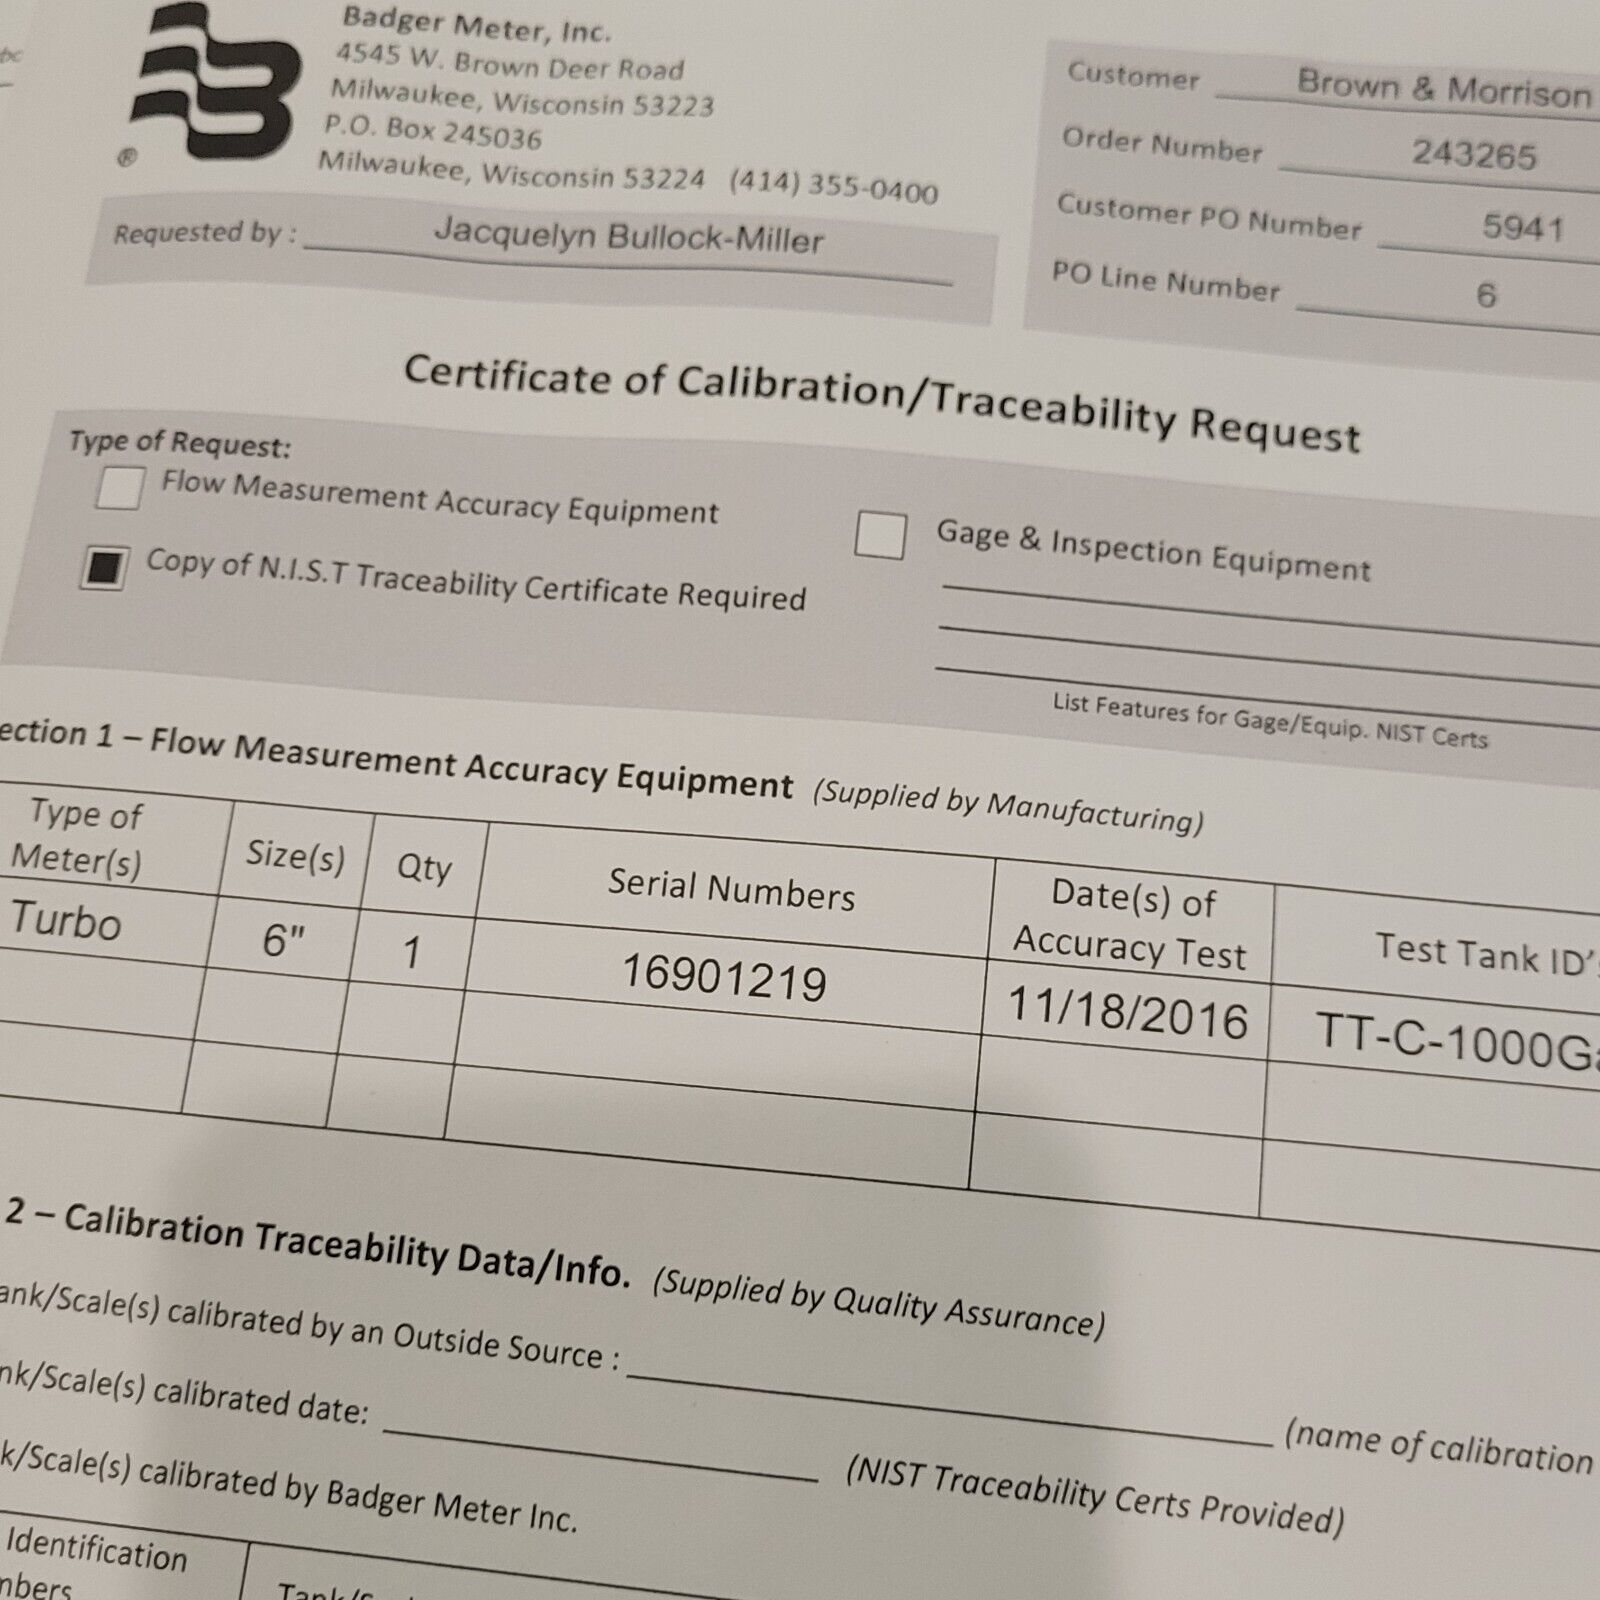 Badger Meter, Inc.
4545 W. Brown Deer Road
Milwaukee, Wisconsin 53223
P.O. Box 245036
Milwaukee, Wisconsin 53224 (414) 355-0400
®
Requested by : Jacquelyn Bullock-Miller
Customer Brown & Morrison
Order Number 243265
Customer PO Number 5941
PO Line Number 6
Certificate of Calibration/Traceability Request
Type of Request:
Flow Measurement Accuracy Equipment
Copy of N.I.S.T Traceability Certificate Required
Gage & Inspection Equipment
List Features for Gage/Equip. NIST Certs
ection 1 – Flow Measurement Accuracy Equipment (Supplied by Manufacturing)
Type of Meter(s) Size(s) Qty Serial Numbers Date(s) of Accuracy Test Test Tank ID's
Turbo 6" 1 16901219 11/18/2016 TT-C-1000Ga
2 – Calibration Traceability Data/Info. (Supplied by Quality Assurance)
ank/Scale(s) calibrated by an Outside Source :
(name of calibration
nk/Scale(s) calibrated date:
(NIST Traceability Certs Provided)
k/Scale(s) calibrated by Badger Meter Inc.
Identification
mbers